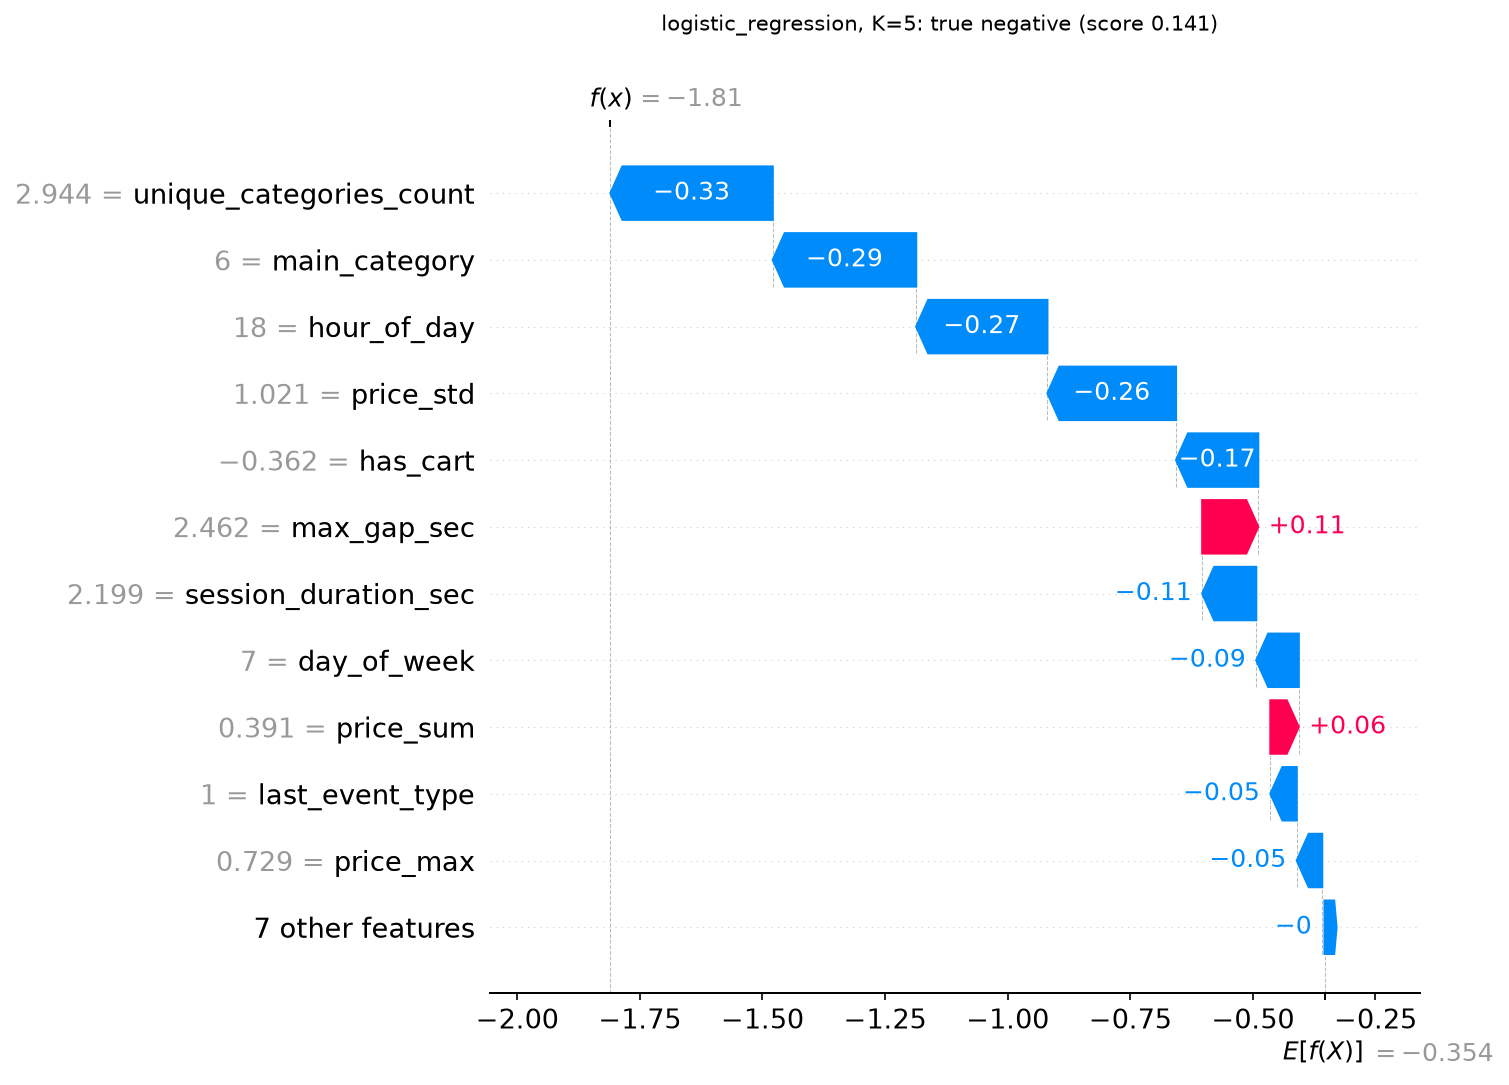 logistic_regression, K=5: true negative (score 0.141)
f(x) = −1.81
2.944 = unique_categories_count −0.33
6 = main_category −0.29
18 = hour_of_day −0.27
1.021 = price_std −0.26
−0.362 = has_cart −0.17
2.462 = max_gap_sec +0.11
2.199 = session_duration_sec −0.11
7 = day_of_week −0.09
0.391 = price_sum +0.06
1 = last_event_type −0.05
0.729 = price_max −0.05
7 other features −0
−2.00 −1.75 −1.50 −1.25 −1.00 −0.75 −0.50 −0.25
E[f(X)] = −0.354